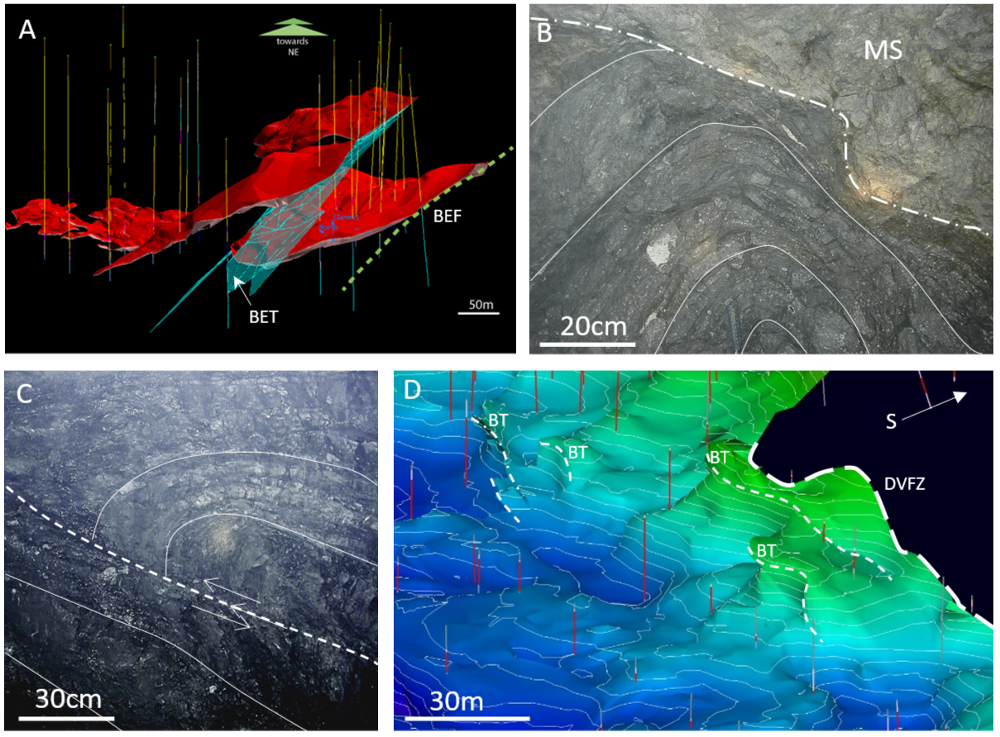 A
towards
NE
BEF
BET
50m
B
MS
20cm
C
30cm
D
BT
BT
BT
BT
S
DVFZ
30m